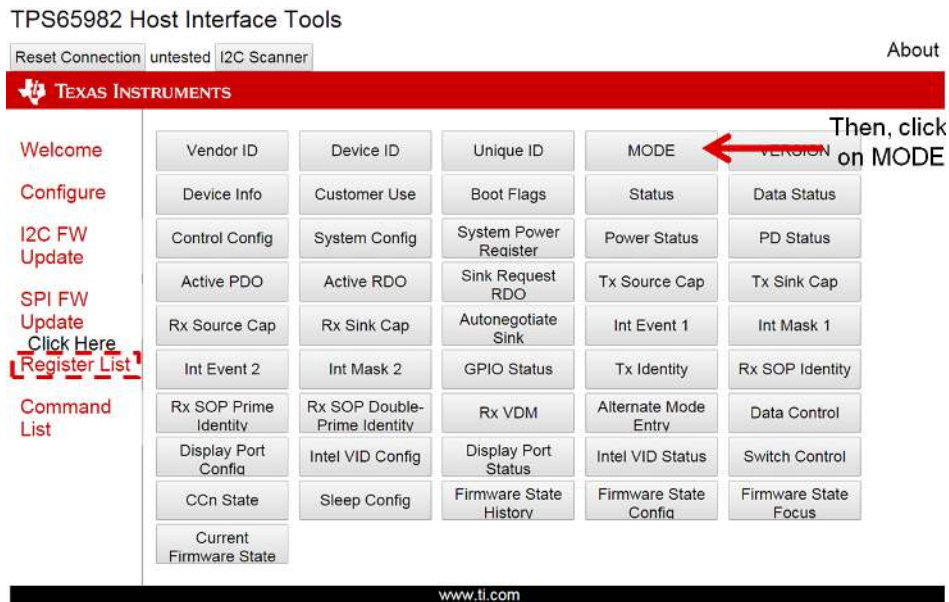 TPS65982 Host Interface Tools
Reset Connection untested I2C Scanner
About
TEXAS INSTRUMENTS
Welcome
Configure
I2C FW
Update
SPI FW
Update
Click Here
Register List
Command
List
Then, click
on MODE
Vendor ID
Device ID
Unique ID
MODE
VERSION
Device Info
Customer Use
Boot Flags
Status
Data Status
Control Config
System Config
System Power
Register
Power Status
PD Status
Active PDO
Active RDO
Sink Request
RDO
Tx Source Cap
Tx Sink Cap
Rx Source Cap
Rx Sink Cap
Autonegotiate
Sink
Int Event 1
Int Mask 1
Int Event 2
Int Mask 2
GPIO Status
Tx Identity
Rx SOP Identity
Rx SOP Prime
Identity
Rx SOP Double-
Prime Identity
Rx VDM
Alternate Mode
Entry
Data Control
Display Port
Config
Intel VID Config
Display Port
Status
Intel VID Status
Switch Control
CCn State
Sleep Config
Firmware State
History
Firmware State
Config
Firmware State
Focus
Current
Firmware State
www.ti.com